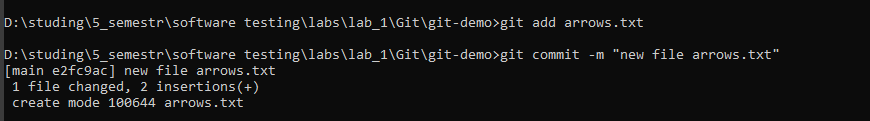 D:\studing\5_semestr\software testing\labs\lab_1\Git\git-demo>git add arrows.txt
D:\studing\5_semestr\software testing\labs\lab_1\Git\git-demo>git commit -m "new file arrows.txt"
[main e2fc9ac] new file arrows.txt
 1 file changed, 2 insertions(+)
 create mode 100644 arrows.txt